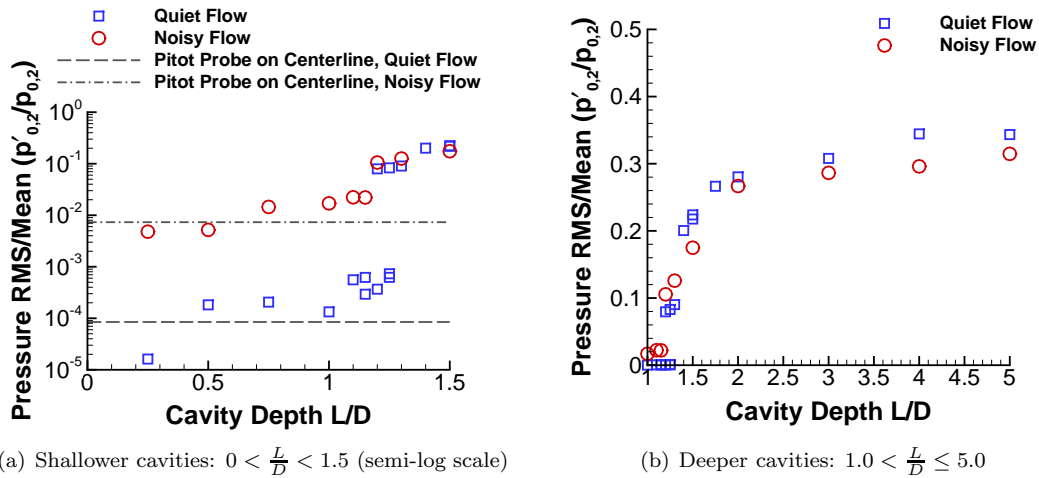 Quiet Flow
Noisy Flow
Pitot Probe on Centerline, Quiet Flow
Pitot Probe on Centerline, Noisy Flow
Pressure RMS/Mean (p′0,2/p0,2)
10^0
10^-1
10^-2
10^-3
10^-4
10^-5
0 0.5 1 1.5
Cavity Depth L/D
(a) Shallower cavities: 0 < L/D < 1.5 (semi-log scale)
Quiet Flow
Noisy Flow
Pressure RMS/Mean (p′0,2/p0,2)
0.5
0.4
0.3
0.2
0.1
0
1 1.5 2 2.5 3 3.5 4 4.5 5
Cavity Depth L/D
(b) Deeper cavities: 1.0 < L/D ≤ 5.0